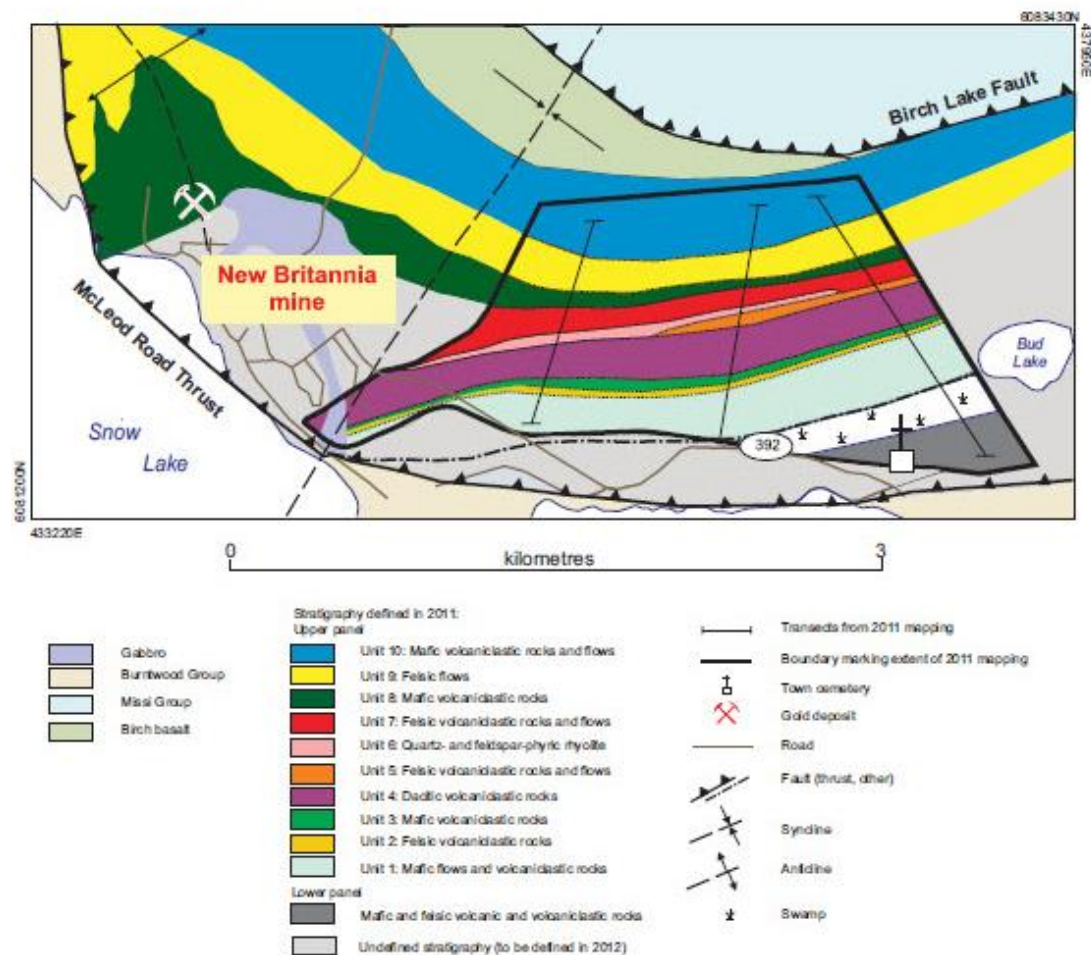 6083430N
437950E
Birch Lake Fault
New Britannia
mine
McLeod Road Thrust
Bud
Lake
Snow
Lake
392
6081200N
433220E
0
kilometres
3
Gabbro
Burntwood Group
Missi Group
Birch basalt
Stratigraphy defined in 2011:
Upper panel
Unit 10: Mafic volcaniclastic rocks and flows
Unit 9: Felsic flows
Unit 8: Mafic volcaniclastic rocks
Unit 7: Felsic volcaniclastic rocks and flows
Unit 6: Quartz- and feldspar-phyric rhyolite
Unit 5: Felsic volcaniclastic rocks and flows
Unit 4: Dacitic volcaniclastic rocks
Unit 3: Mafic volcaniclastic rocks
Unit 2: Felsic volcaniclastic rocks
Unit 1: Mafic flows and volcaniclastic rocks
Lower panel
Mafic and felsic volcanic and volcaniclastic rocks
Undefined stratigraphy (to be defined in 2012)
Transects from 2011 mapping
Boundary marking extent of 2011 mapping
Town cemetery
Gold deposit
Road
Fault (thrust, other)
Syncline
Anticline
Swamp